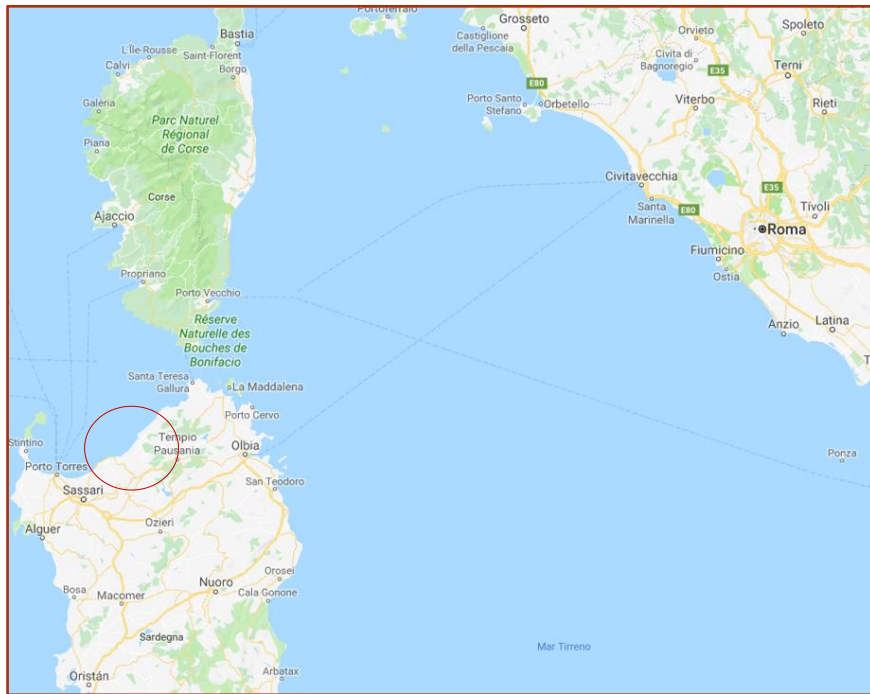 Portoferraio
Grosseto
Orvieto
Spoleto
Bastia
Castiglione
della Pescaia
L'Île-Rousse
Saint-Florent
Civita di
Bagnoregio
E35
Calvi
Borgo
Terni
E80
Galéria
Porto Santo
Stefano
Orbetello
Viterbo
Rieti
Parc Naturel
Régional
de Corse
Piana
Civitavecchia
E35
Corse
Santa
Marinella
E80
Tívoli
Ajaccio
Roma
Fiumicino
Propriano
Ostia
Porto Vecchio
Réserve
Naturelle des
Bouches de
Bonifacio
Anzio
Latina
T
Santa Teresa
Gallura
La Maddalena
Porto Cervo
Stintino
Tempio
Pausania
Olbia
Ponza
Porto Torres
San Teodoro
Sassari
Alguer
Ozieri
Orosei
Nuoro
Bosa
Macomer
Cala Gonone
Sardegna
Mar Tirreno
Arbatax
Oristán